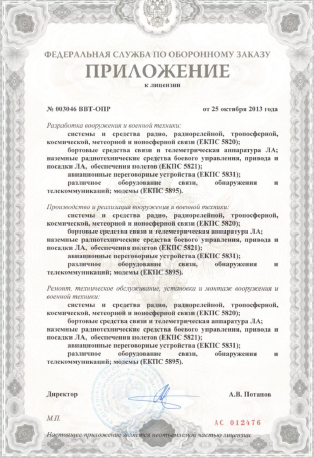 ФЕДЕРАЛЬНАЯ СЛУЖБА ПО ОБОРОННОМУ ЗАКАЗУ
ПРИЛОЖЕНИЕ
к лицензии
№ 003046 ВВТ-ОПР от 25 октября 2013 года
Разработка вооружения и военной техники:
системы и средства радио, радиорелейной, тропосферной,
космической, метеорной и ионосферной связи (ЕКПС 5820);
бортовые средства связи и телеметрическая аппаратура ЛА;
наземные радиотехнические средства боевого управления, привода и
посадки ЛА, обеспечения полетов (ЕКПС 5821);
авиационные переговорные устройства (ЕКПС 5831);
различное оборудование связи, обнаружения и
телекоммуникаций; модемы (ЕКПС 5895).
Производство и реализация вооружения и военной техники:
системы и средства радио, радиорелейной, тропосферной,
космической, метеорной и ионосферной связи (ЕКПС 5820);
бортовые средства связи и телеметрическая аппаратура ЛА;
наземные радиотехнические средства боевого управления, привода и
посадки ЛА, обеспечения полетов (ЕКПС 5821);
авиационные переговорные устройства (ЕКПС 5831);
различное оборудование связи, обнаружения и
телекоммуникаций; модемы (ЕКПС 5895).
Ремонт, техническое обслуживание, установка и монтаж вооружения и
военной техники:
системы и средства радио, радиорелейной, тропосферной,
космической, метеорной и ионосферной связи (ЕКПС 5820);
бортовые средства связи и телеметрическая аппаратура ЛА;
наземные радиотехнические средства боевого управления, привода и
посадки ЛА, обеспечения полетов (ЕКПС 5821);
авиационные переговорные устройства (ЕКПС 5831);
различное оборудование связи, обнаружения и
телекоммуникаций; модемы (ЕКПС 5895).
Директор А.В. Потапов
М.П.
АС 012476
Настоящее приложение является неотъемлемой частью лицензии